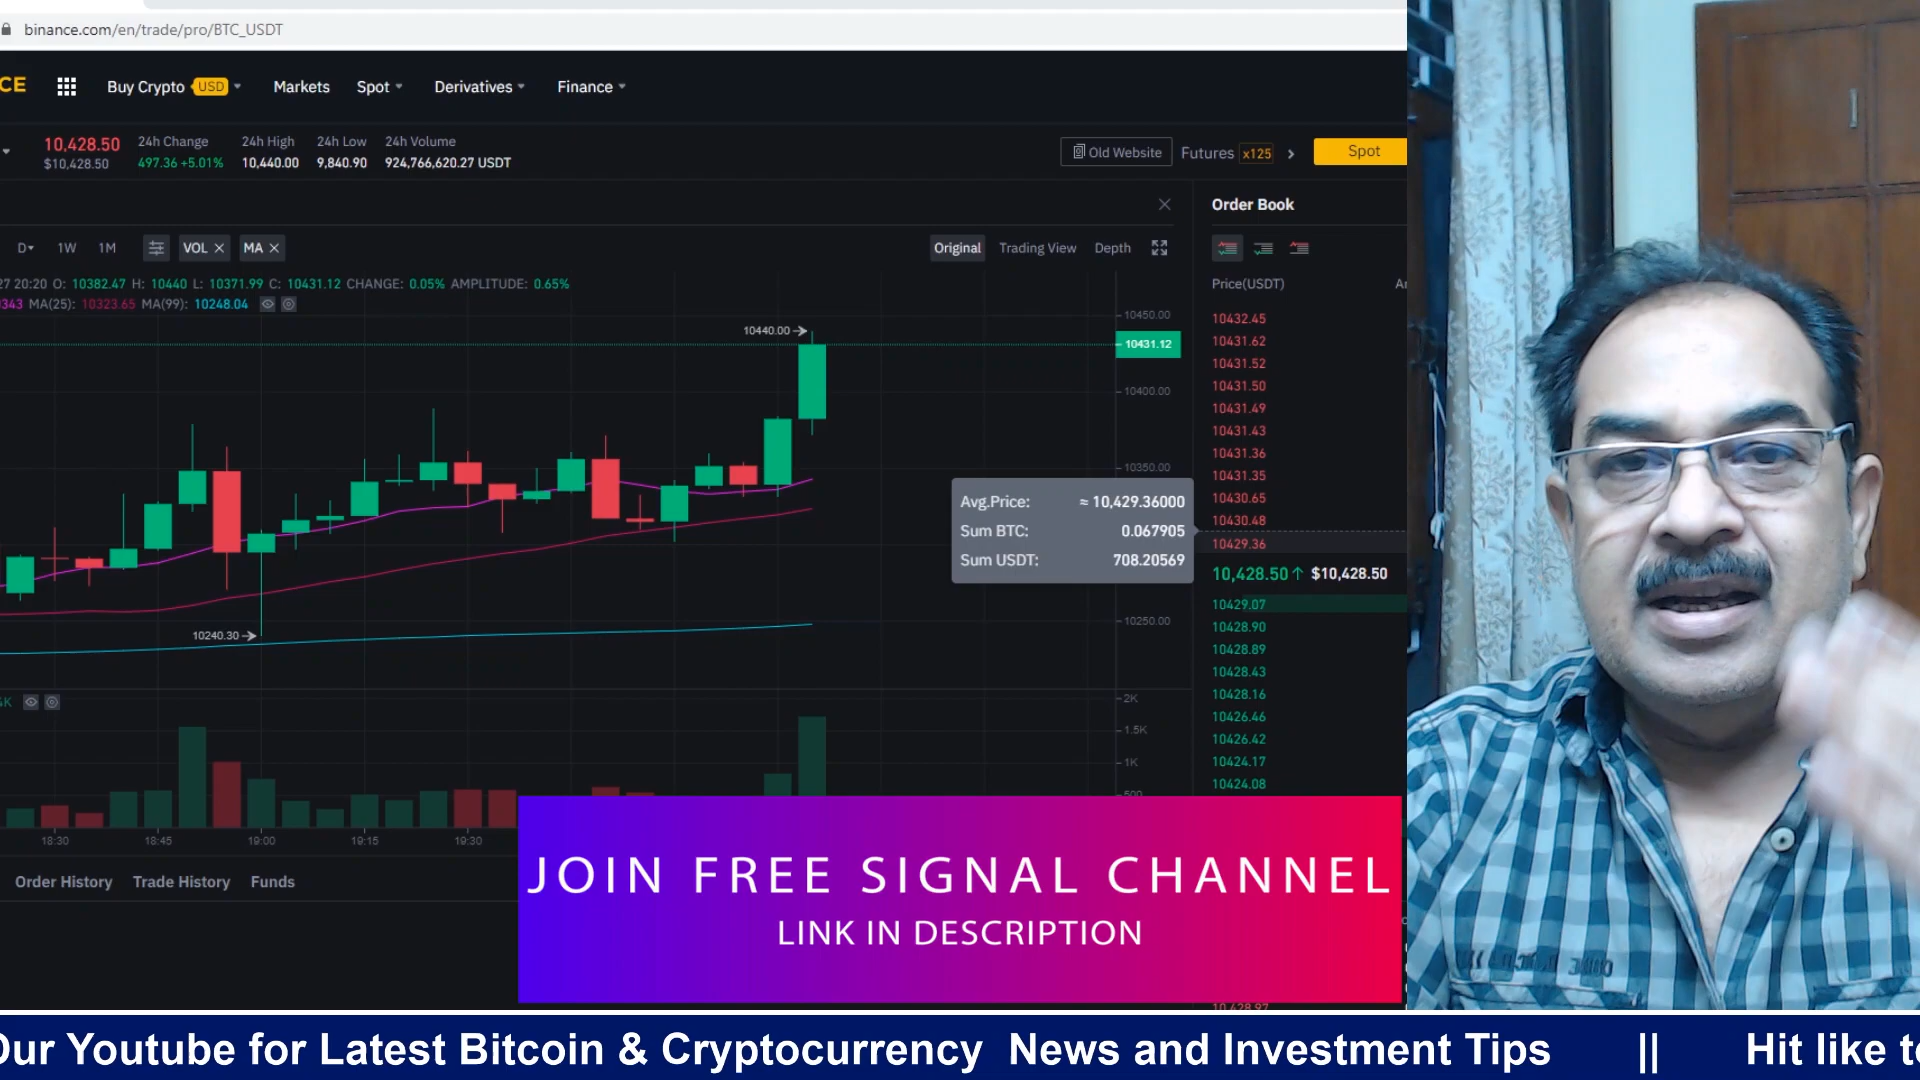 binance.com/en/trade/pro/BTC_USDT
CE Buy Crypto USD Markets Spot Derivatives Finance
10,428.50 24h Change 24h High 24h Low 24h Volume
$10,428.50 497.36 +5.01% 10,440.00 9,840.90 924,766,620.27 USDT
Old Website Futures x125 Spot
Order Book
D 1W 1M VOL MA Original Trading View Depth
27 20:20 O: 10382.47 H: 10440 L: 10371.99 C: 10431.12 CHANGE: 0.05% AMPLITUDE: 0.65%
343 MA(25): 10323.65 MA(99): 10248.04
Price(USDT)
10450.00
10440.00
10431.12
10400.00
10350.00
10250.00
10240.30
10432.45
10431.62
10431.52
10431.50
10431.49
10431.43
10431.36
10431.35
10430.65
10430.48
10429.36
Avg.Price: ≈ 10,429.36000
Sum BTC: 0.067905
Sum USDT: 708.20569
10,428.50↑ $10,428.50
10429.07
10428.90
10428.89
10428.43
10428.16
10426.46
10426.42
10424.17
10424.08
K
2K
1.5K
1K
500
18:30 18:45 19:00 19:15 19:30
Order History Trade History Funds
JOIN FREE SIGNAL CHANNEL
LINK IN DESCRIPTION
Our Youtube for Latest Bitcoin & Cryptocurrency News and Investment Tips || Hit like to